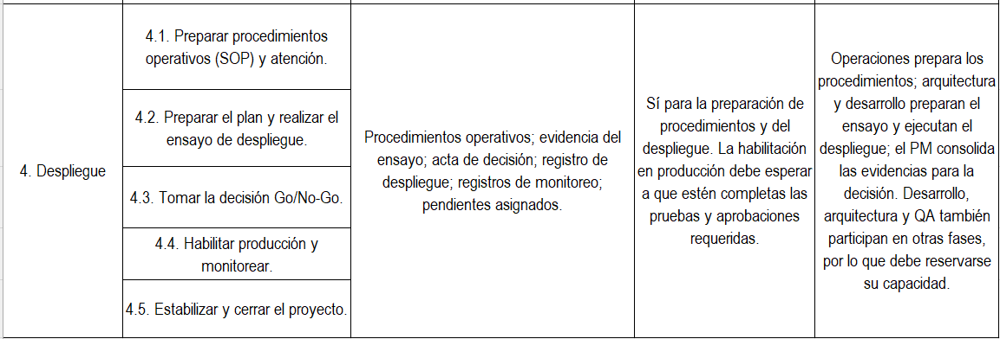 4. Despliegue
4.1. Preparar procedimientos
operativos (SOP) y atención.
4.2. Preparar el plan y realizar el
ensayo de despliegue.
4.3. Tomar la decisión Go/No-Go.
4.4. Habilitar producción y
monitorear.
4.5. Estabilizar y cerrar el proyecto.
Procedimientos operativos; evidencia del
ensayo; acta de decisión; registro de
despliegue; registros de monitoreo;
pendientes asignados.
Sí para la preparación de
procedimientos y del
despliegue. La habilitación
en producción debe esperar
a que estén completas las
pruebas y aprobaciones
requeridas.
Operaciones prepara los
procedimientos; arquitectura
y desarrollo preparan el
ensayo y ejecutan el
despliegue; el PM consolida
las evidencias para la
decisión. Desarrollo,
arquitectura y QA también
participan en otras fases,
por lo que debe reservarse
su capacidad.